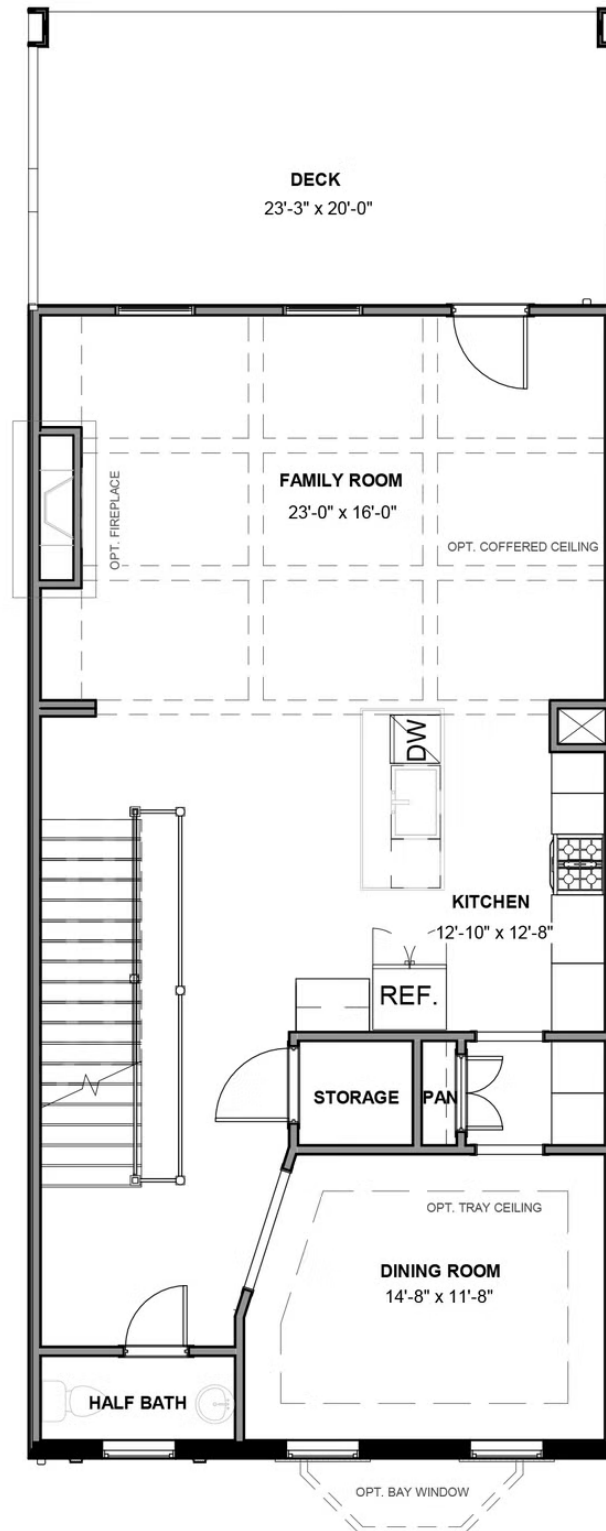 DECK
23'-3" x 20'-0"
FAMILY ROOM
23'-0" x 16'-0"
OPT. FIREPLACE
OPT. COFFERED CEILING
DW
KITCHEN
12'-10" x 12'-8"
REF.
STORAGE
PAN
OPT. TRAY CEILING
DINING ROOM
14'-8" x 11'-8"
HALF BATH
OPT. BAY WINDOW